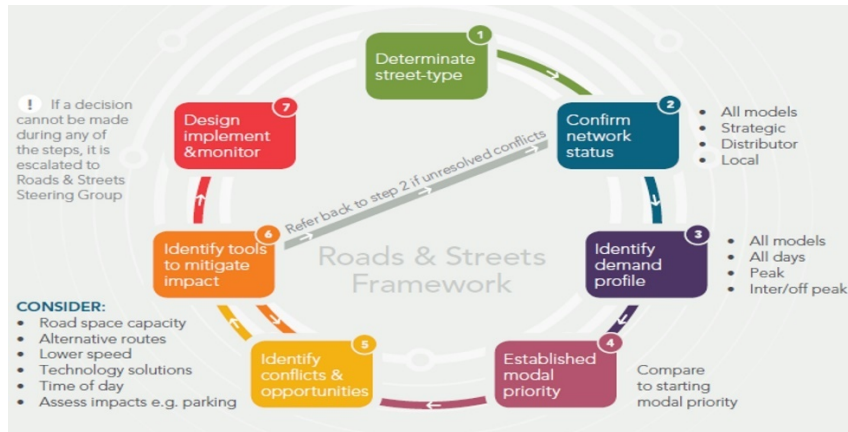 1
Determinate
street-type
! If a decision
cannot be made
during any of
the steps, it is
escalated to
Roads & Streets
Steering Group
7
Design
implement
&monitor
2
Confirm
network
status
• All models
• Strategic
• Distributor
• Local
Refer back to step 2 if unresolved conflicts
6
Identify tools
to mitigate
impact
Roads & Streets
Framework
3
Identify
demand
profile
• All models
• All days
• Peak
• Inter/off peak
CONSIDER:
• Road space capacity
• Alternative routes
• Lower speed
• Technology solutions
• Time of day
• Assess impacts e.g. parking
5
Identify
conflicts &
opportunities
4
Established
modal
priority
Compare
to starting
modal priority